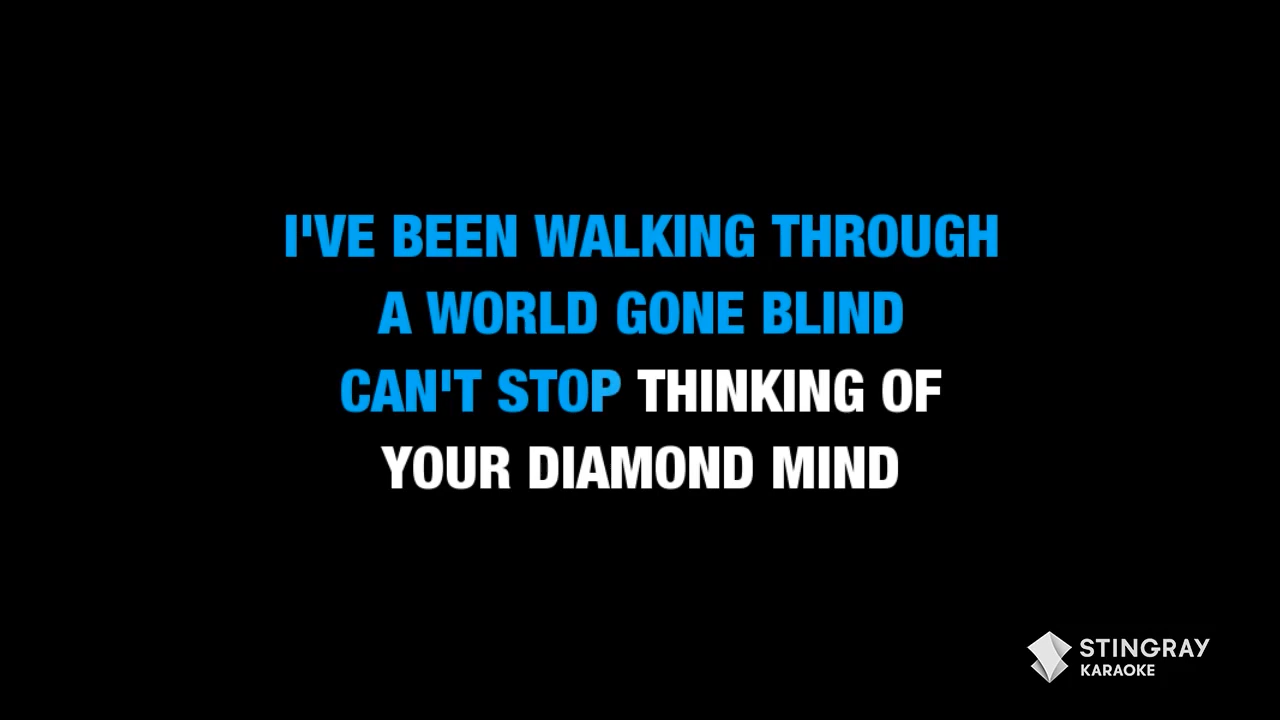 I'VE BEEN WALKING THROUGH
A WORLD GONE BLIND
CAN'T STOP THINKING OF
YOUR DIAMOND MIND
STINGRAY
KARAOKE